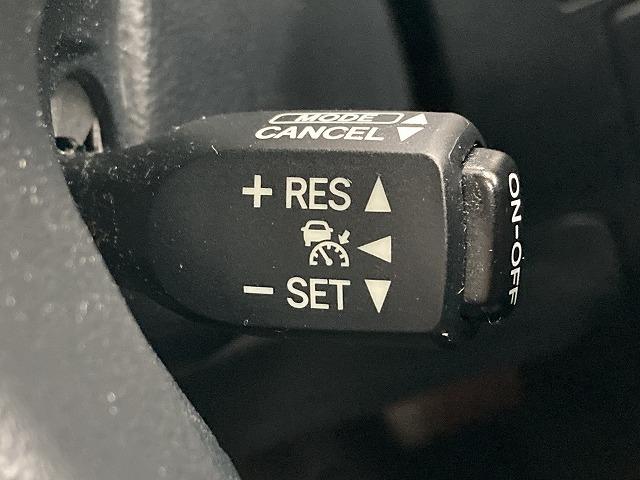 MODE ▲
CANCEL ▼
+ RES ▲
◀
- SET ▼
ON-OFF